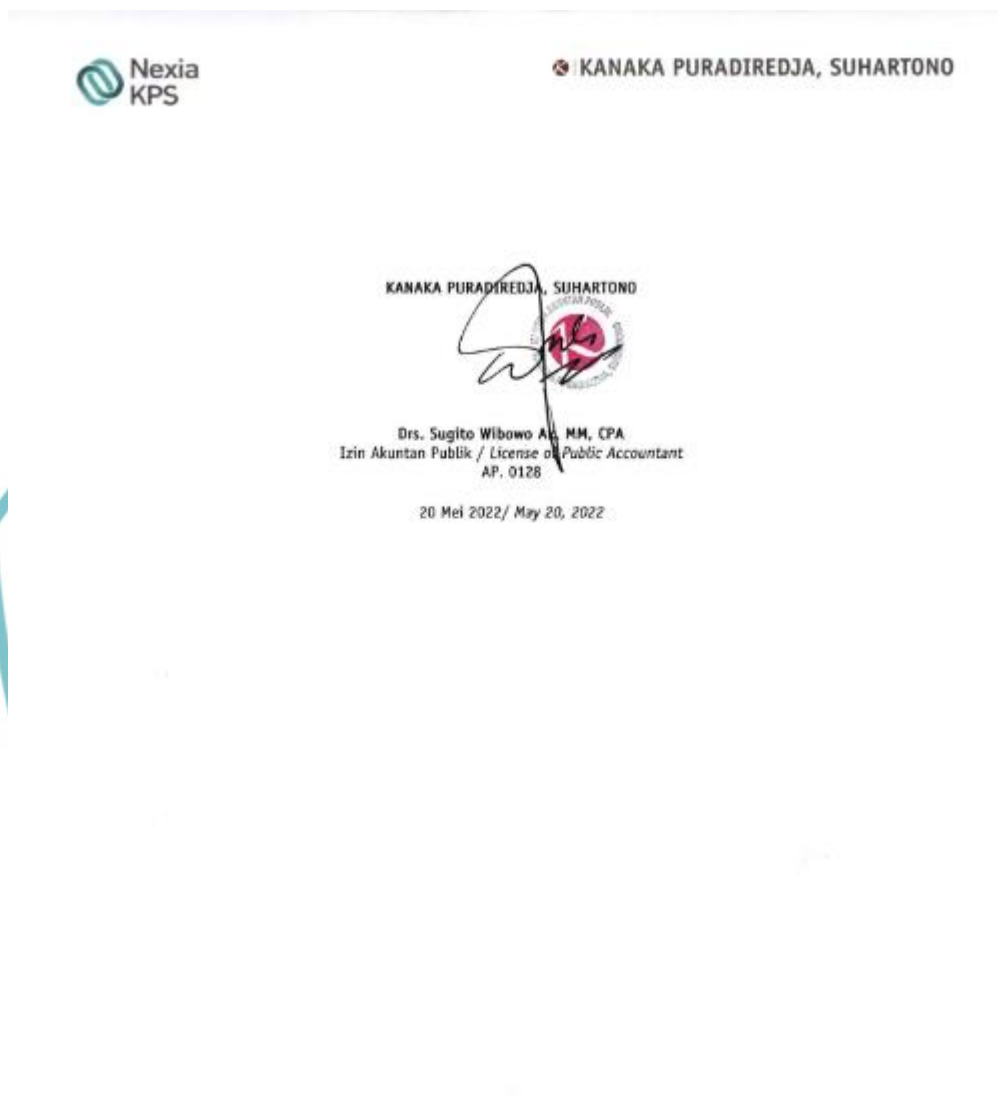 Nexia
KPS
KANAKA PURADIREDJA, SUHARTONO
KANAKA PURADIREDJA, SUHARTONO
Drs. Sugito Wibowo MM, CPA
Izin Akuntan Publik / License of Public Accountant
AP. 0128
20 Mei 2022/ May 20, 2022